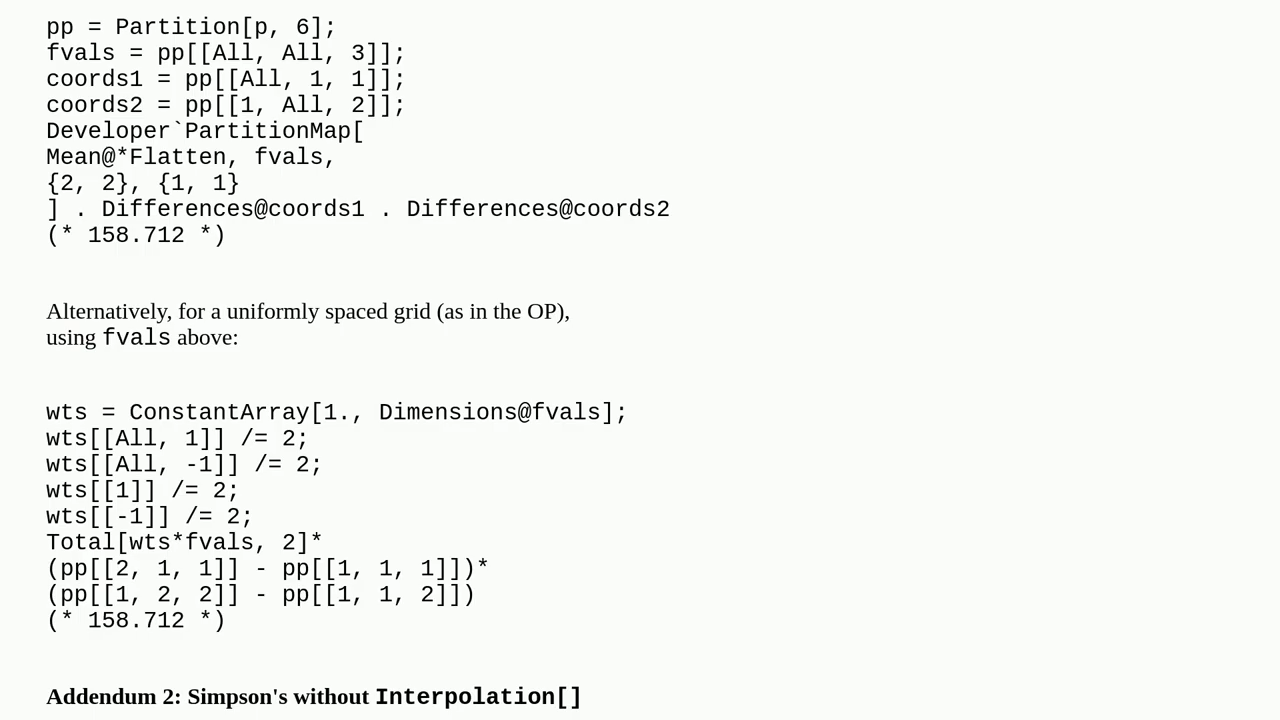 pp = Partition[p, 6];
fvals = pp[[All, All, 3]];
coords1 = pp[[All, 1, 1]];
coords2 = pp[[1, All, 2]];
Developer`PartitionMap[
Mean@*Flatten, fvals,
{2, 2}, {1, 1}
] . Differences@coords1 . Differences@coords2
(* 158.712 *)
Alternatively, for a uniformly spaced grid (as in the OP),
using fvals above:
wts = ConstantArray[1., Dimensions@fvals];
wts[[All, 1]] /= 2;
wts[[All, -1]] /= 2;
wts[[1]] /= 2;
wts[[-1]] /= 2;
Total[wts*fvals, 2]*
(pp[[2, 1, 1]] - pp[[1, 1, 1]])*
(pp[[1, 2, 2]] - pp[[1, 1, 2]])
(* 158.712 *)
Addendum 2: Simpson's without Interpolation[]